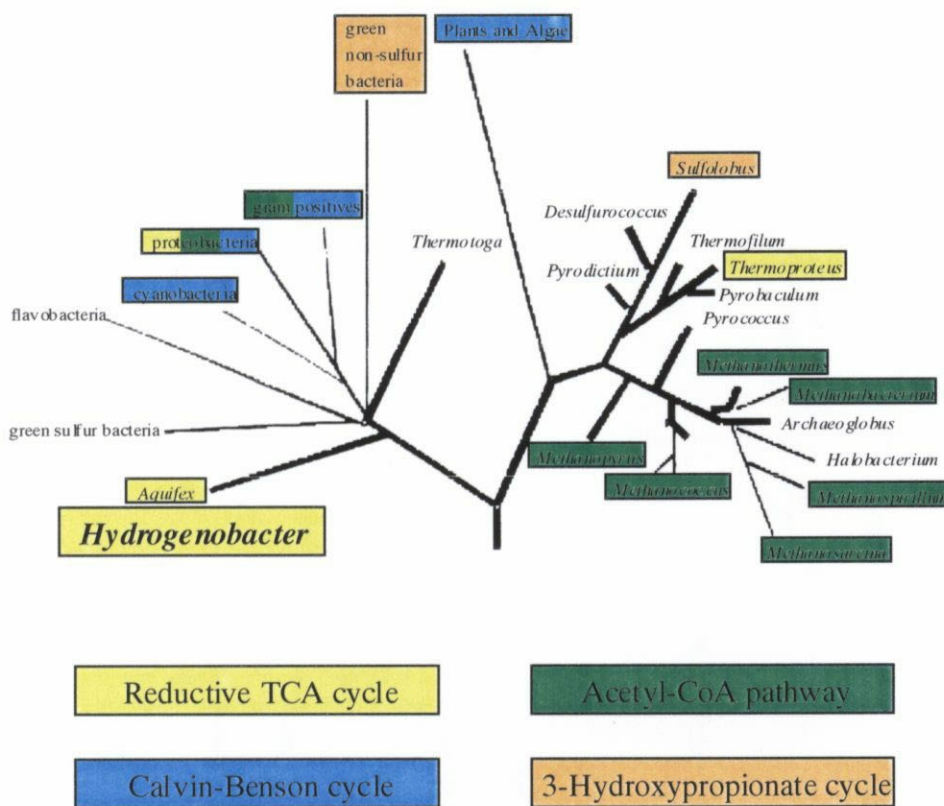 green
non-sulfur
bacteria
Plants and Algae
Sulfolobus
gram positives
Desulfurococcus
proteobacteria
Thermotoga
Thermofilum
Thermoproteus
Pyrodictium
cyanobacteria
Pyrobaculum
flavobacteria
Pyrococcus
Methanothermus
Methanobacterium
green sulfur bacteria
Archaeoglobus
Methanopyrus
Halobacterium
Methanococcus
Aquifex
Methanospirillum
Hydrogenobacter
Methanosarcina
Reductive TCA cycle
Acetyl-CoA pathway
Calvin-Benson cycle
3-Hydroxypropionate cycle